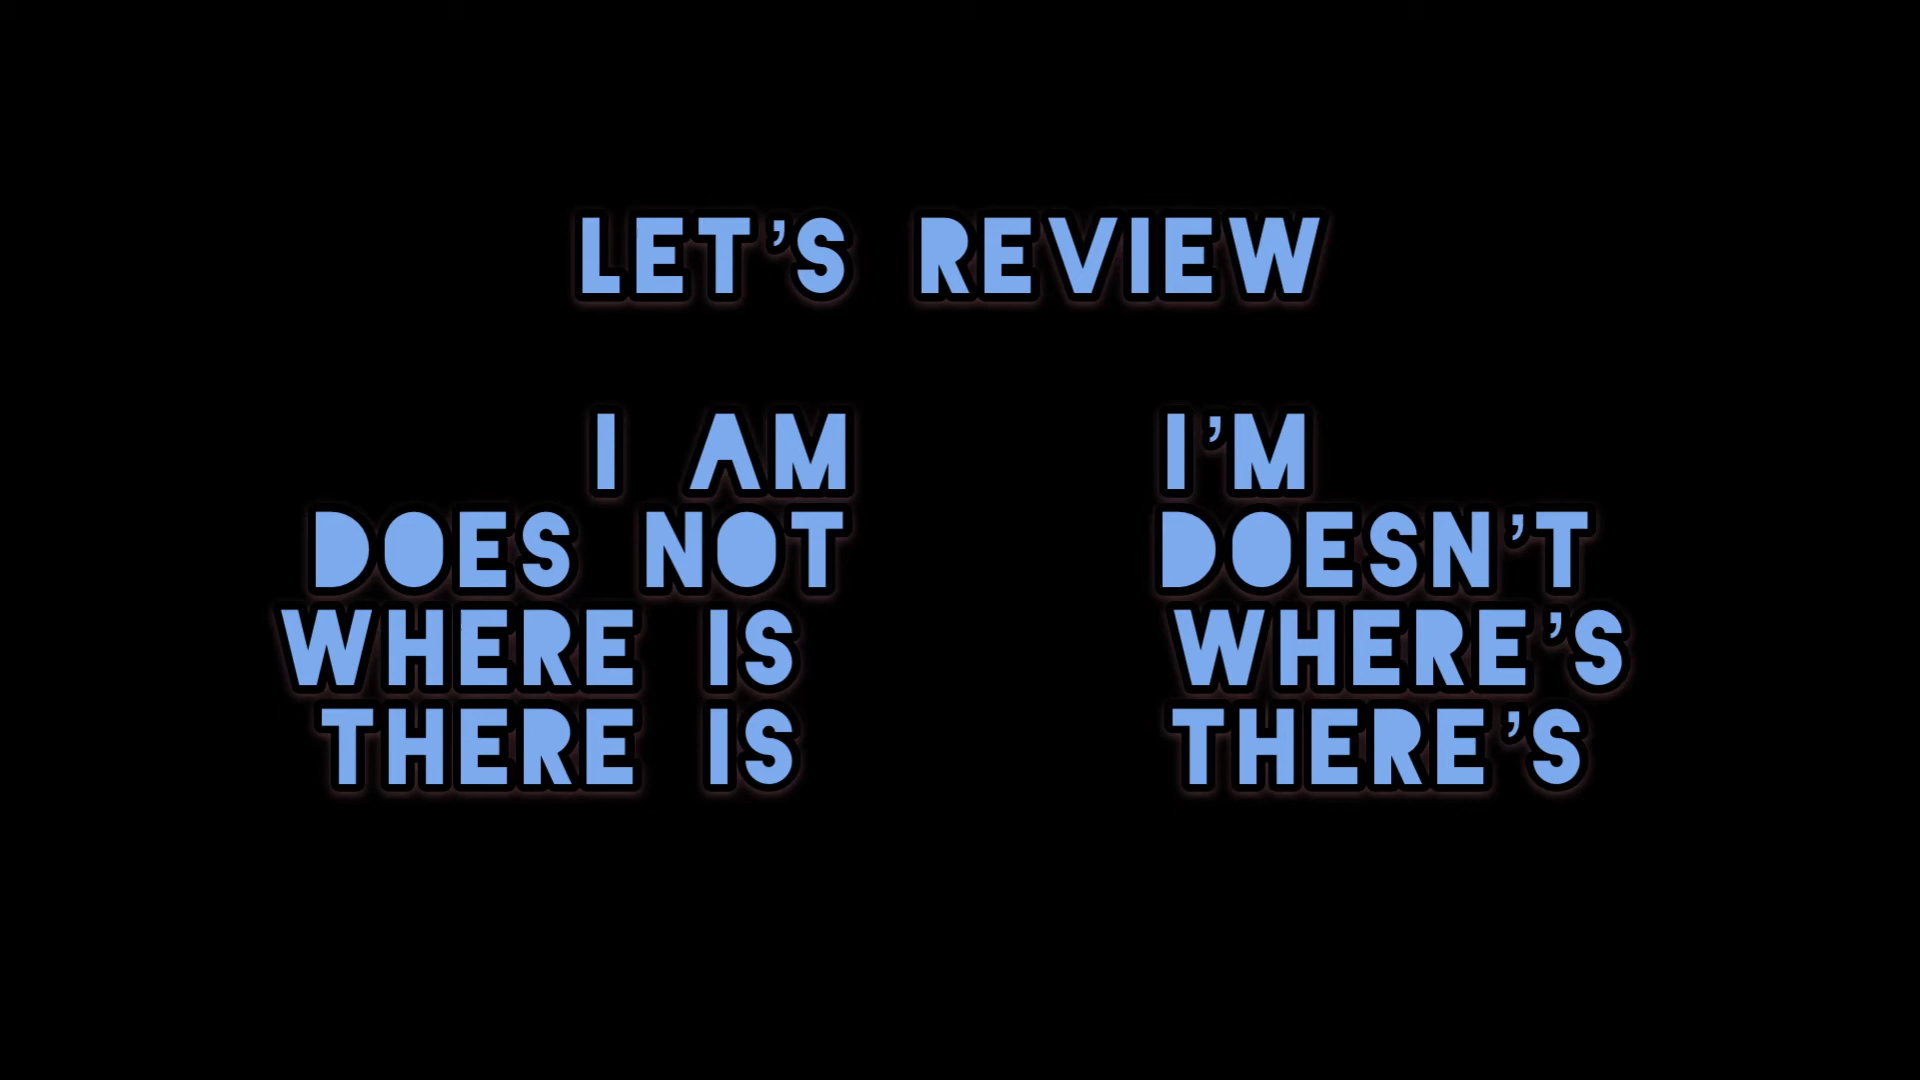 LET'S REVIEW
I AM I'M
DOES NOT DOESN'T
WHERE IS WHERE'S
THERE IS THERE'S